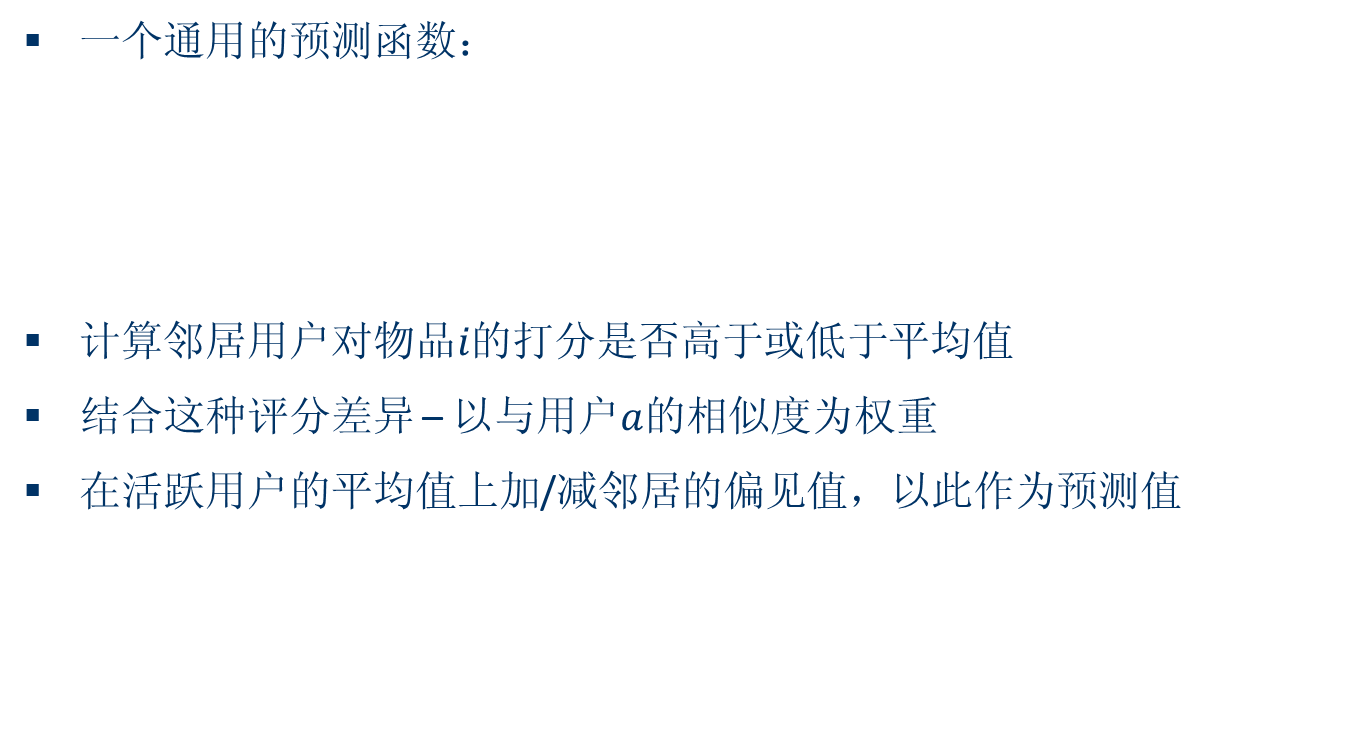 ▪ 一个通用的预测函数：
▪ 计算邻居用户对物品i的打分是否高于或低于平均值
▪ 结合这种评分差异 – 以与用户a的相似度为权重
▪ 在活跃用户的平均值上加/减邻居的偏见值，以此作为预测值